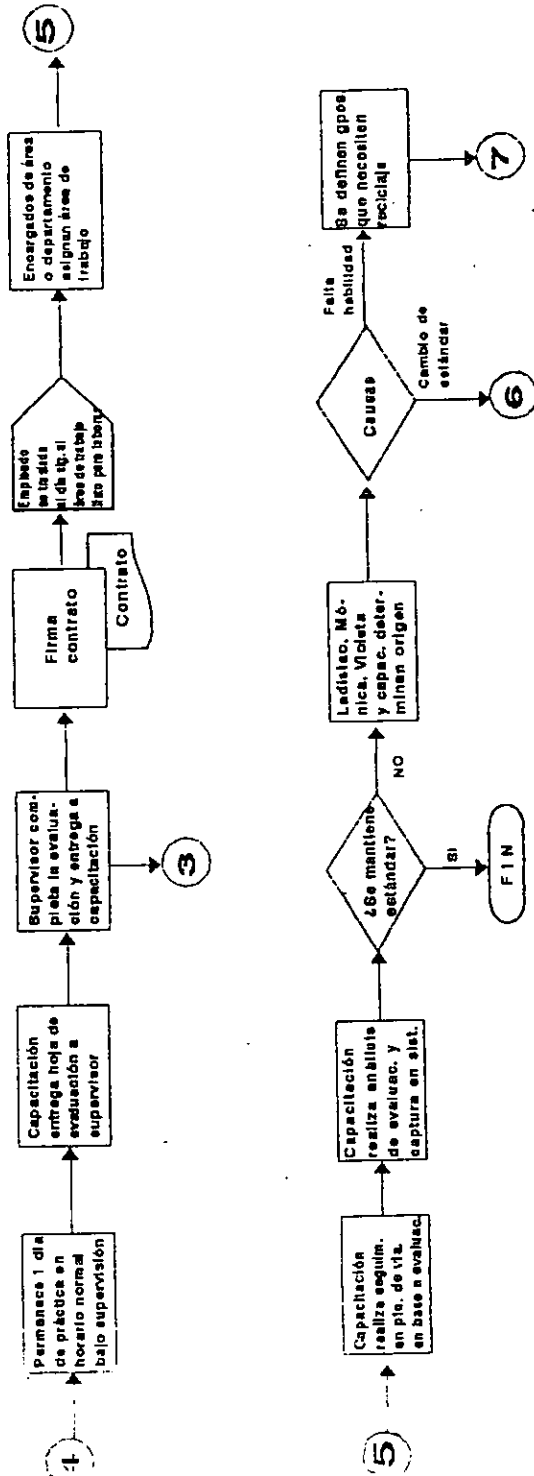 4
Permanece 1 día
de práctica en
horario normal
bajo supervisión
Capacitación
entrega hoja de
evaluación a
supervisor
Supervisor com-
pleta la evalua-
ción y entrega a
capacitación
3
Firma
contrato
Contrato
Empleado
se traslada
al día sig. al
área de trabajo
listo para laborar
Encargados de área
o departamento
asignan área de
trabajo
5
5
Capacitación
realiza seguim.
en pto. de vta.
en base a evaluac.
Capacitación
realiza análisis
de evaluac. y
captura en sist.
¿Se mantiene
estándar?
SI
FIN
NO
Ladislao, Mó-
nica, Violeta
y capac. deter-
minan origen
Causas
Falta
habilidad
Cambio de
estándar
6
Se definen gpos.
que necesiten
reciclaje
7